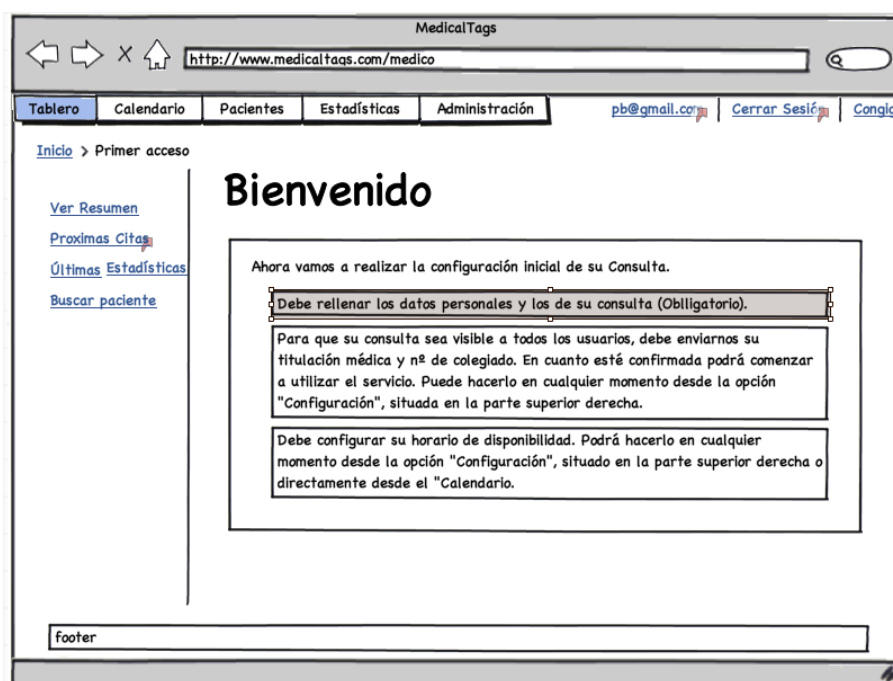 MedicalTags
http://www.medicaltags.com/medico
Tablero Calendario Pacientes Estadísticas Administración pb@gmail.com Cerrar Sesión
Inicio > Primer acceso
Bienvenido
Ver Resumen
Proximas Citas
Últimas Estadísticas
Buscar paciente
Ahora vamos a realizar la configuración inicial de su Consulta.
Debe rellenar los datos personales y los de su consulta (Oblligatorio).
Para que su consulta sea visible a todos los usuarios, debe enviarnos su
titulación médica y nº de colegiado. En cuanto esté confirmada podrá comenzar
a utilizar el servicio. Puede hacerlo en cualquier momento desde la opción
"Configuración", situada en la parte superior derecha.
Debe configurar su horario de disponibilidad. Podrá hacerlo en cualquier
momento desde la opción "Configuración", situado en la parte superior derecha o
directamente desde el "Calendario.
footer